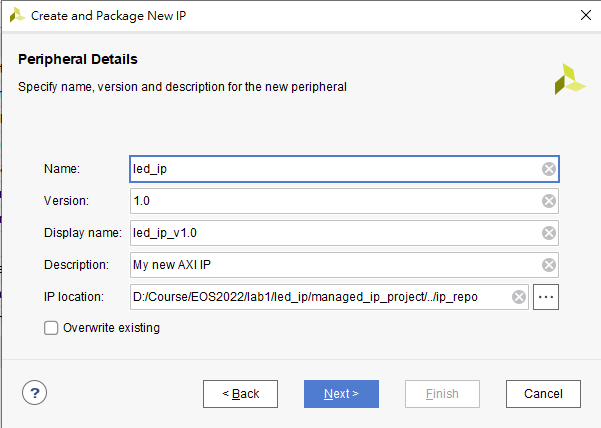 Create and Package New IP
Peripheral Details
Specify name, version and description for the new peripheral
Name: led_ip
Version: 1.0
Display name: led_ip_v1.0
Description: My new AXI IP
IP location: D:/Course/EOS2022/lab1/led_ip/managed_ip_project/../ip_repo ...
Overwrite existing
? < Back Next > Finish Cancel